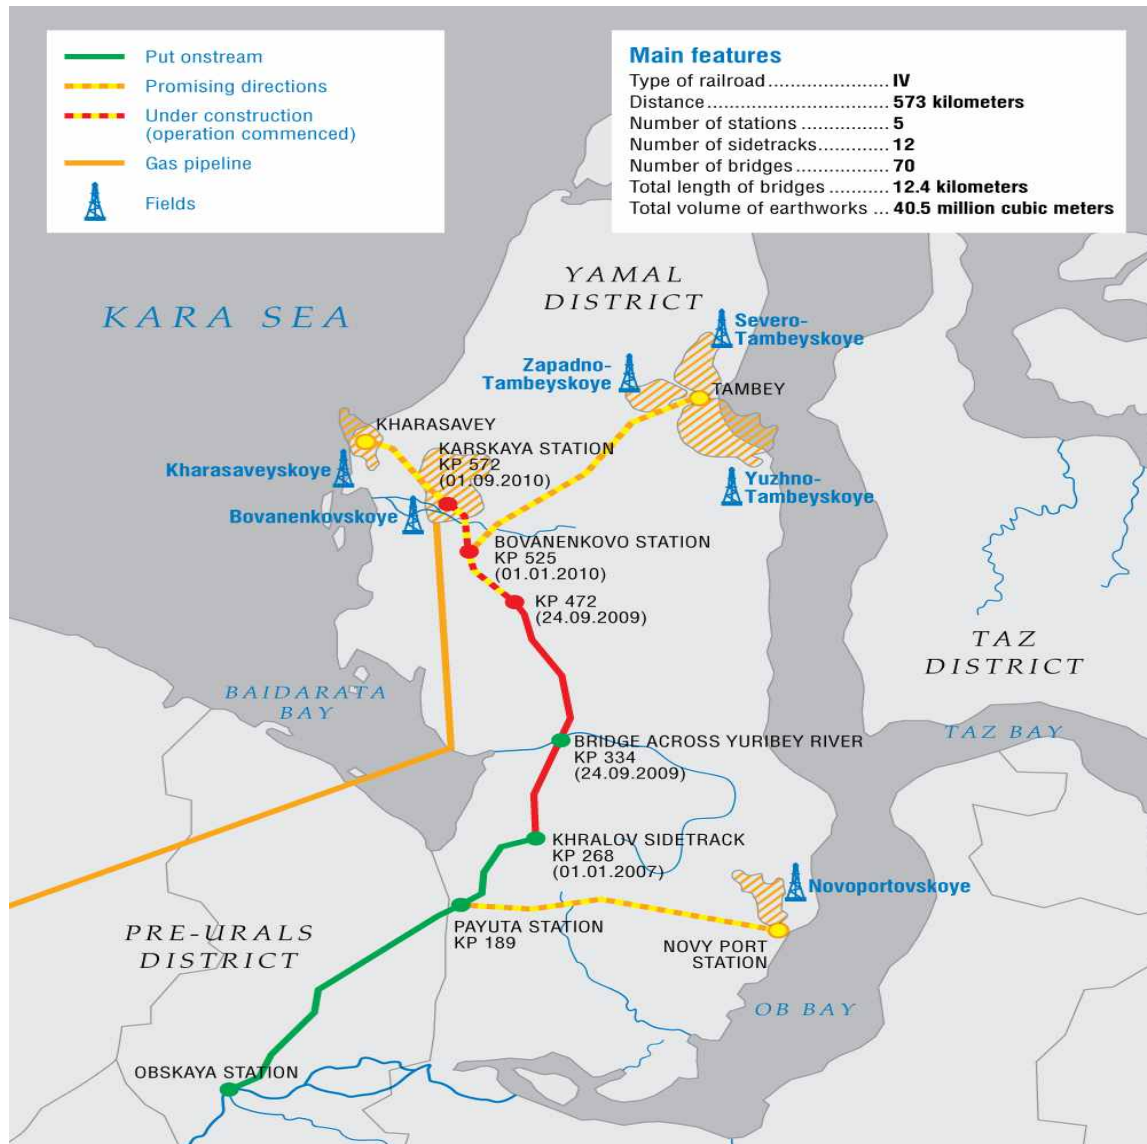 Put onstream
Promising directions
Under construction
(operation commenced)
Gas pipeline
Fields
Main features
Type of railroad ...................... IV
Distance ................................. 573 kilometers
Number of stations ................ 5
Number of sidetracks............. 12
Number of bridges ................. 70
Total length of bridges ........... 12.4 kilometers
Total volume of earthworks ... 40.5 million cubic meters
KARA SEA
YAMAL
DISTRICT
Severo-
Tambeyskoye
Zapadno-
Tambeyskoye
TAMBEY
KHARASAVEY
KARSKAYA STATION
KP 572
(01.09.2010)
Kharasaveyskoye
Yuzhno-
Tambeyskoye
Bovanenkovskoye
BOVANENKOVO STATION
KP 525
(01.01.2010)
KP 472
(24.09.2009)
TAZ
DISTRICT
BAIDARATA
BAY
TAZ BAY
BRIDGE ACROSS YURIBEY RIVER
KP 334
(24.09.2009)
KHRALOV SIDETRACK
KP 268
(01.01.2007)
Novoportovskoye
PAYUTA STATION
KP 189
NOVY PORT
STATION
PRE-URALS
DISTRICT
OB BAY
OBSKAYA STATION